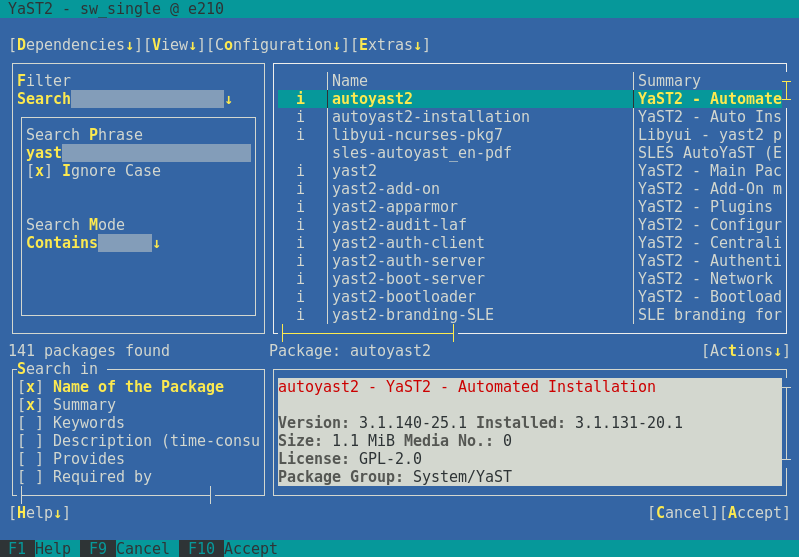 YaST2 - sw_single @ e210
[Dependencies↓][View↓][Configuration↓][Extras↓]
Filter
Search ↓
Search Phrase
yast
[x] Ignore Case
Search Mode
Contains ↓
Name Summary
i autoyast2 YaST2 - Automate
i autoyast2-installation YaST2 - Auto Ins
i libyui-ncurses-pkg7 Libyui - yast2 p
sles-autoyast_en-pdf SLES AutoYaST (E
i yast2 YaST2 - Main Pac
i yast2-add-on YaST2 - Add-On m
i yast2-apparmor YaST2 - Plugins
i yast2-audit-laf YaST2 - Configur
i yast2-auth-client YaST2 - Centrali
i yast2-auth-server YaST2 - Authenti
i yast2-boot-server YaST2 - Network
i yast2-bootloader YaST2 - Bootload
i yast2-branding-SLE SLE branding for
141 packages found Package: autoyast2 [Actions↓]
Search in
[x] Name of the Package
[x] Summary
[ ] Keywords
[ ] Description (time-consu
[ ] Provides
[ ] Required by
autoyast2 - YaST2 - Automated Installation
Version: 3.1.140-25.1 Installed: 3.1.131-20.1
Size: 1.1 MiB Media No.: 0
License: GPL-2.0
Package Group: System/YaST
[Help↓] [Cancel][Accept]
F1 Help F9 Cancel F10 Accept